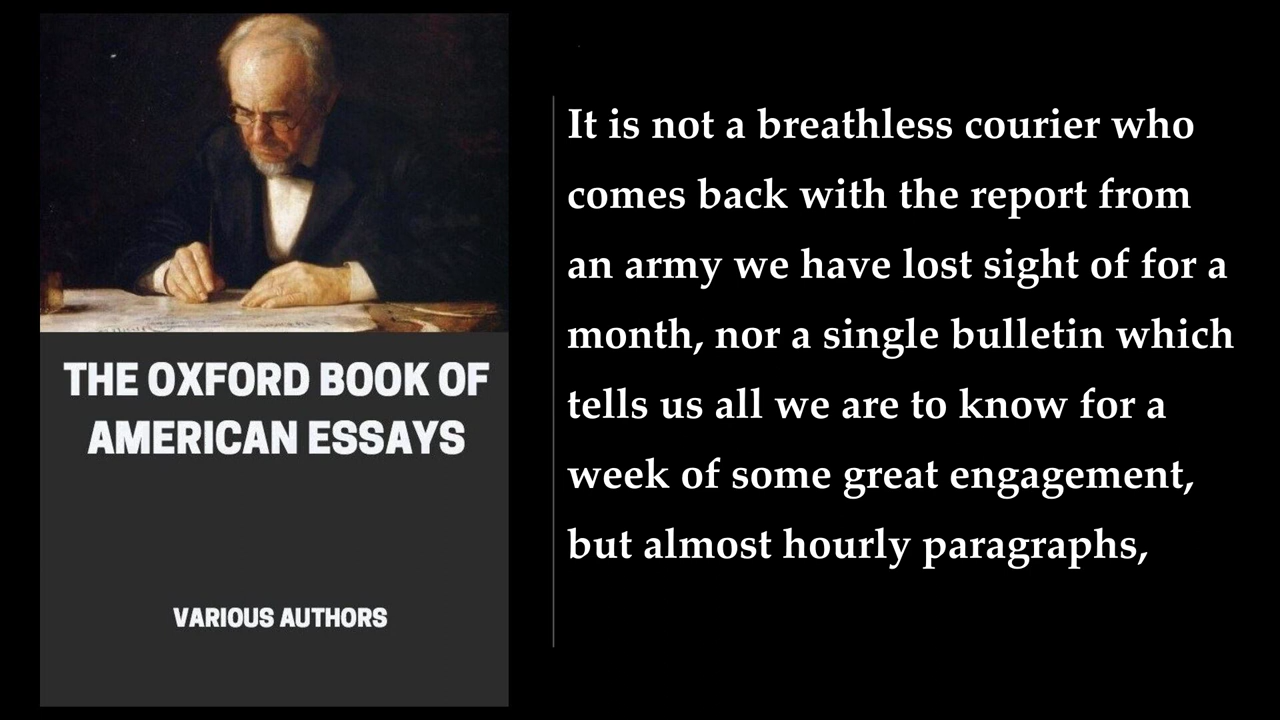 THE OXFORD BOOK OF
AMERICAN ESSAYS
VARIOUS AUTHORS
It is not a breathless courier who
comes back with the report from
an army we have lost sight of for a
month, nor a single bulletin which
tells us all we are to know for a
week of some great engagement,
but almost hourly paragraphs,